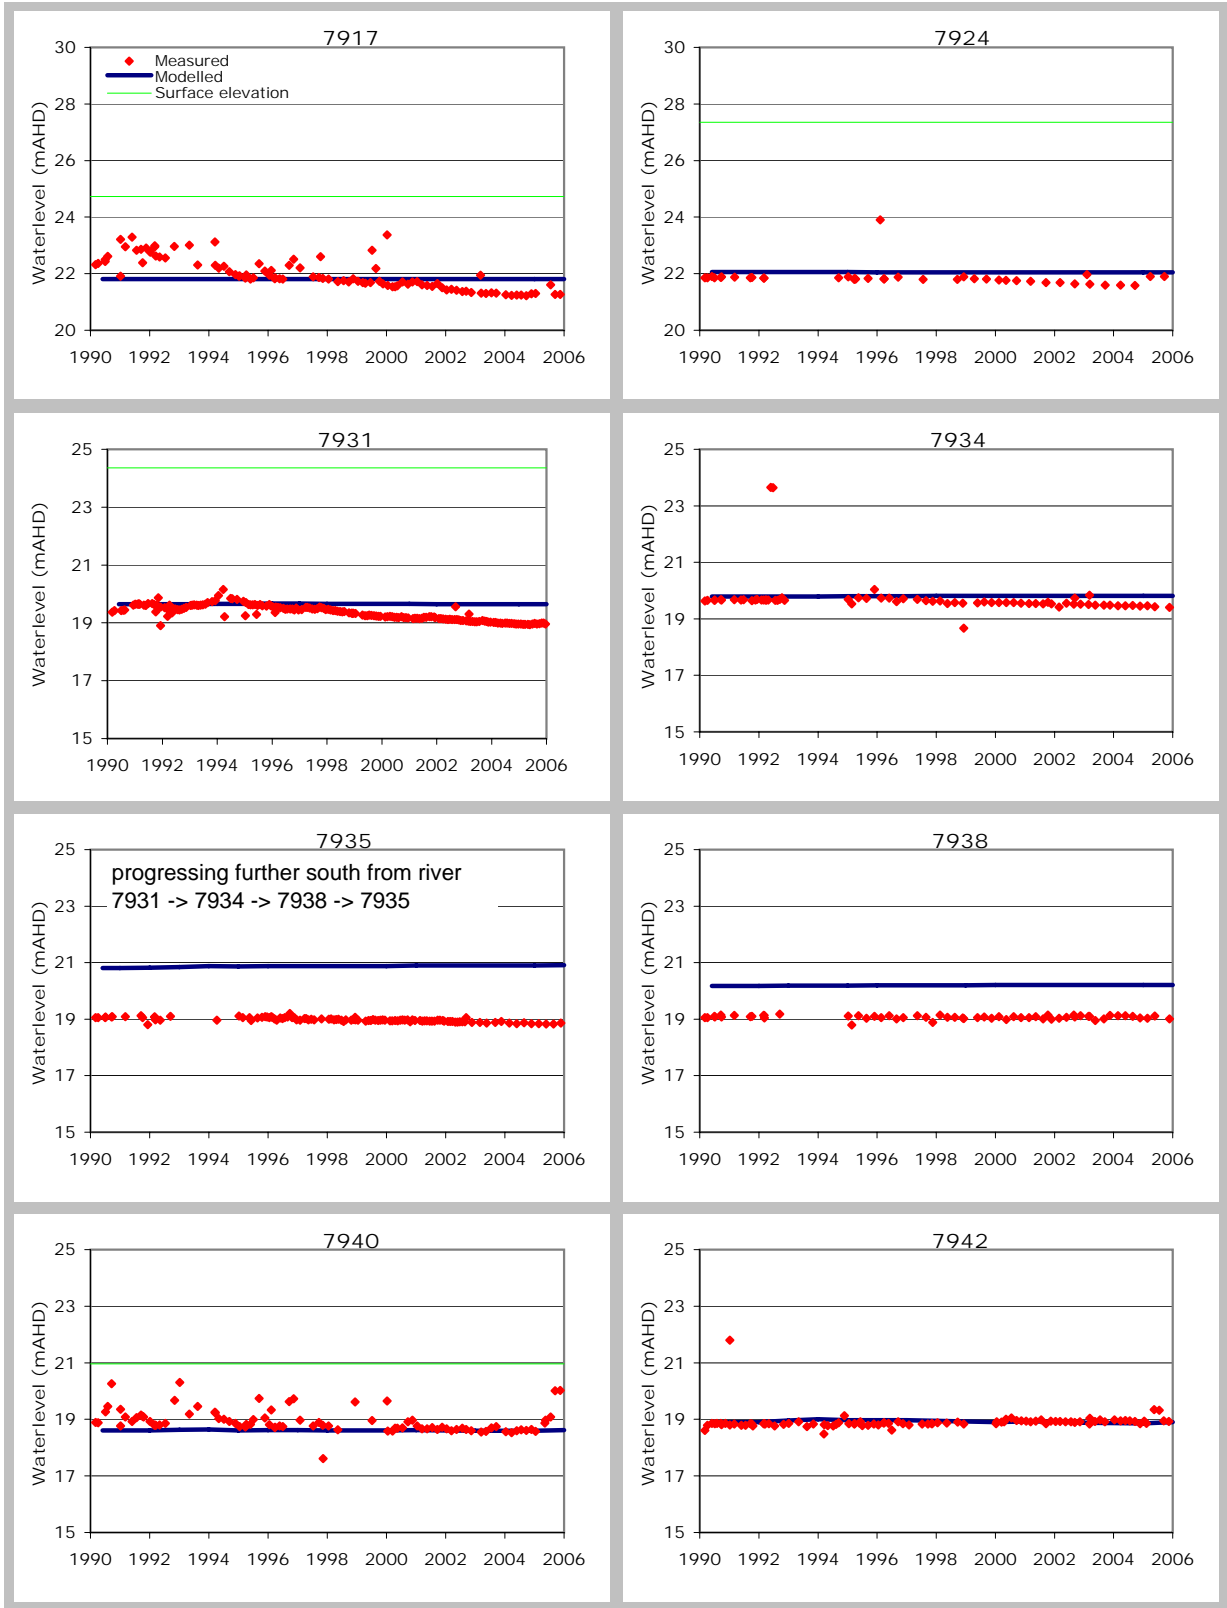 7917
30
28
26
24
22
20
Waterlevel (mAHD)
Measured
Modelled
Surface elevation
1990 1992 1994 1996 1998 2000 2002 2004 2006
7924
30
28
26
24
22
20
Waterlevel (mAHD)
1990 1992 1994 1996 1998 2000 2002 2004 2006
7931
25
23
21
19
17
15
Waterlevel (mAHD)
1990 1992 1994 1996 1998 2000 2002 2004 2006
7934
25
23
21
19
17
15
Waterlevel (mAHD)
1990 1992 1994 1996 1998 2000 2002 2004 2006
7935
25
23
21
19
17
15
Waterlevel (mAHD)
progressing further south from river
7931 -> 7934 -> 7938 -> 7935
1990 1992 1994 1996 1998 2000 2002 2004 2006
7938
25
23
21
19
17
15
Waterlevel (mAHD)
1990 1992 1994 1996 1998 2000 2002 2004 2006
7940
25
23
21
19
17
15
Waterlevel (mAHD)
1990 1992 1994 1996 1998 2000 2002 2004 2006
7942
25
23
21
19
17
15
Waterlevel (mAHD)
1990 1992 1994 1996 1998 2000 2002 2004 2006